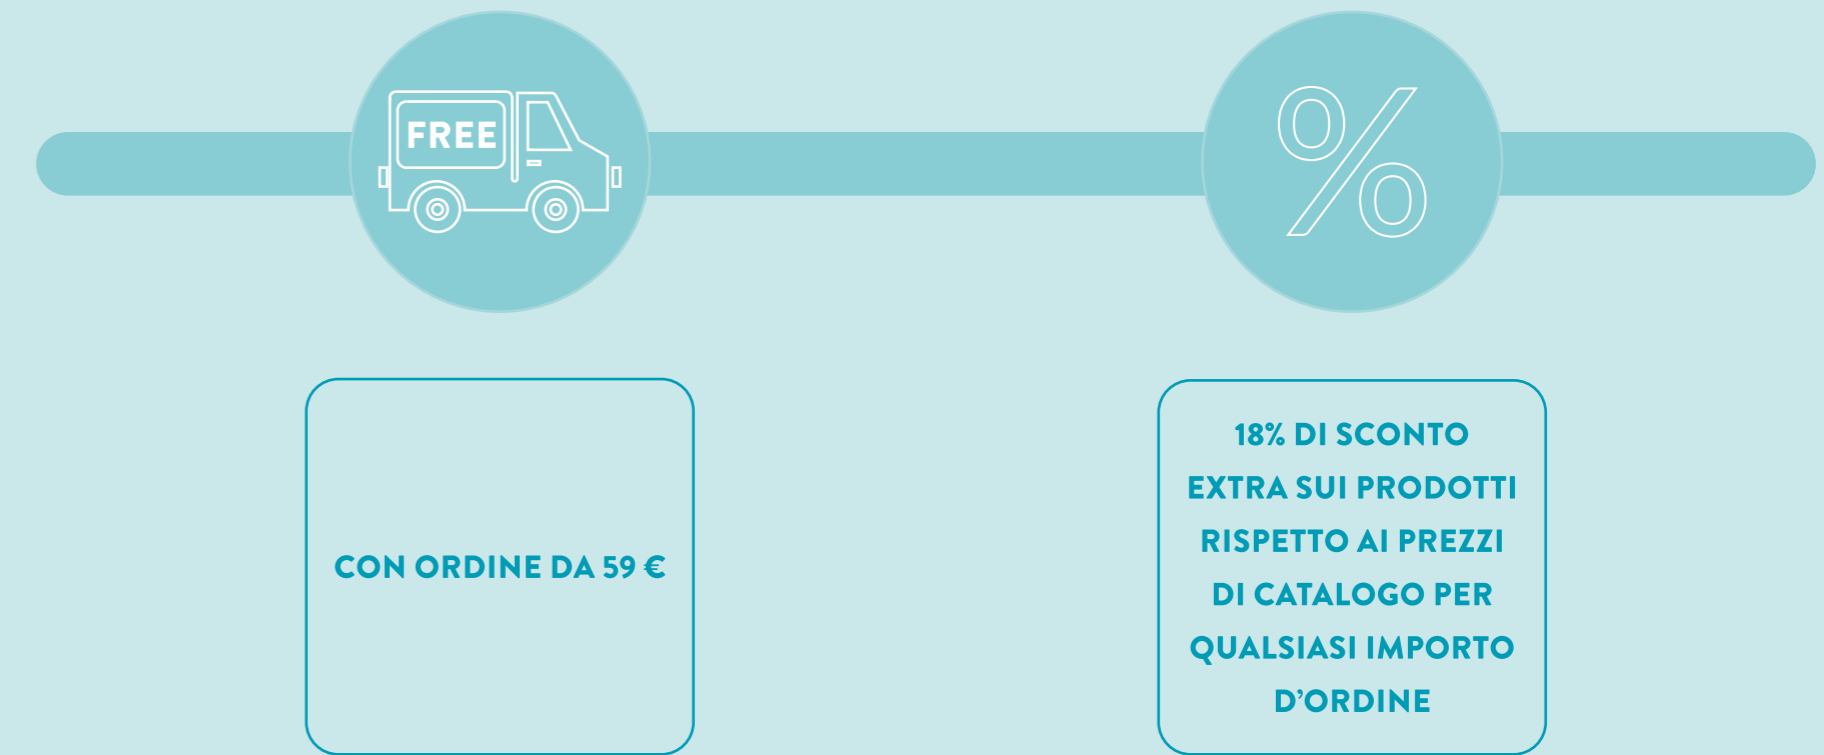 FREE
%
CON ORDINE DA 59 €
18% DI SCONTO
EXTRA SUI PRODOTTI
RISPETTO AI PREZZI
DI CATALOGO PER
QUALSIASI IMPORTO
D’ORDINE